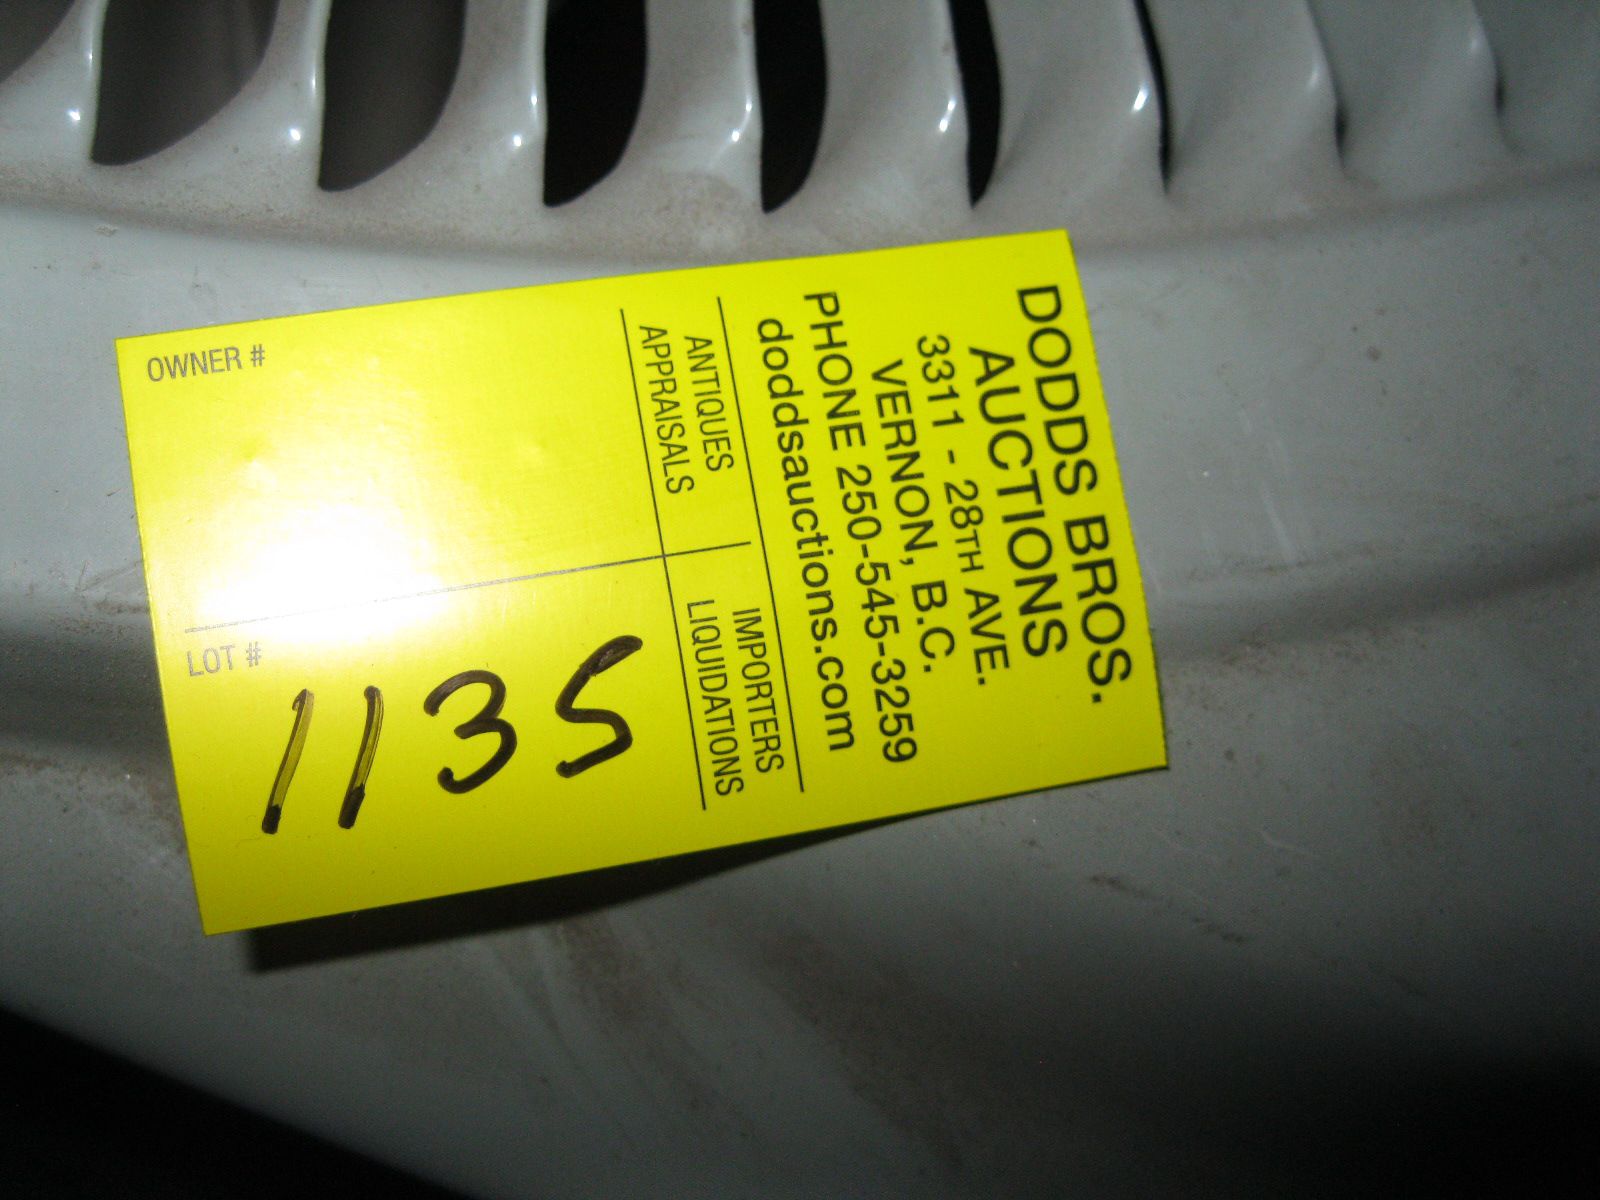 DODDS BROS.
AUCTIONS
3311 - 28TH AVE.
VERNON, B.C.
PHONE 250-545-3259
doddsauctions.com
ANTIQUES
APPRAISALS
IMPORTERS
LIQUIDATIONS
OWNER #
LOT #
1135